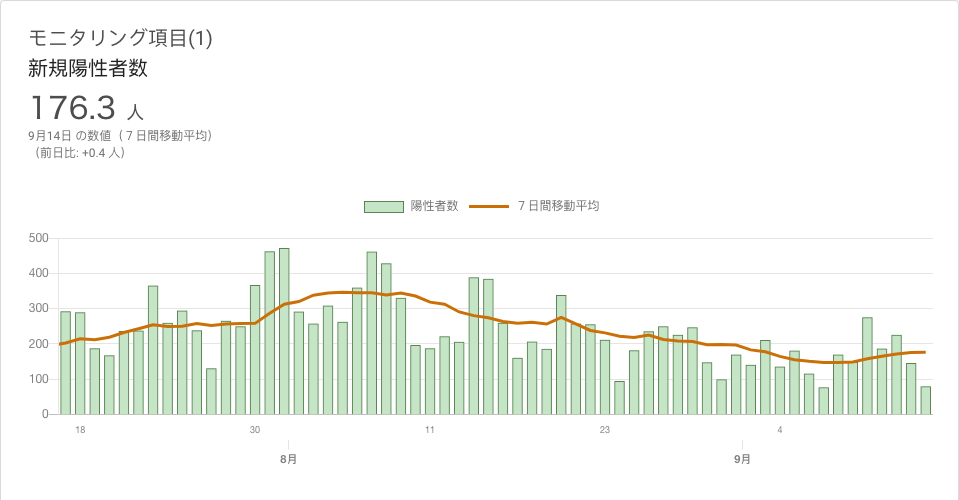 モニタリング項目(1)
新規陽性者数
176.3 人
9月14日 の数値（７日間移動平均）
（前日比: +0.4 人）
陽性者数 ７日間移動平均
500
400
300
200
100
0
18 30 11 23 4
8月 9月